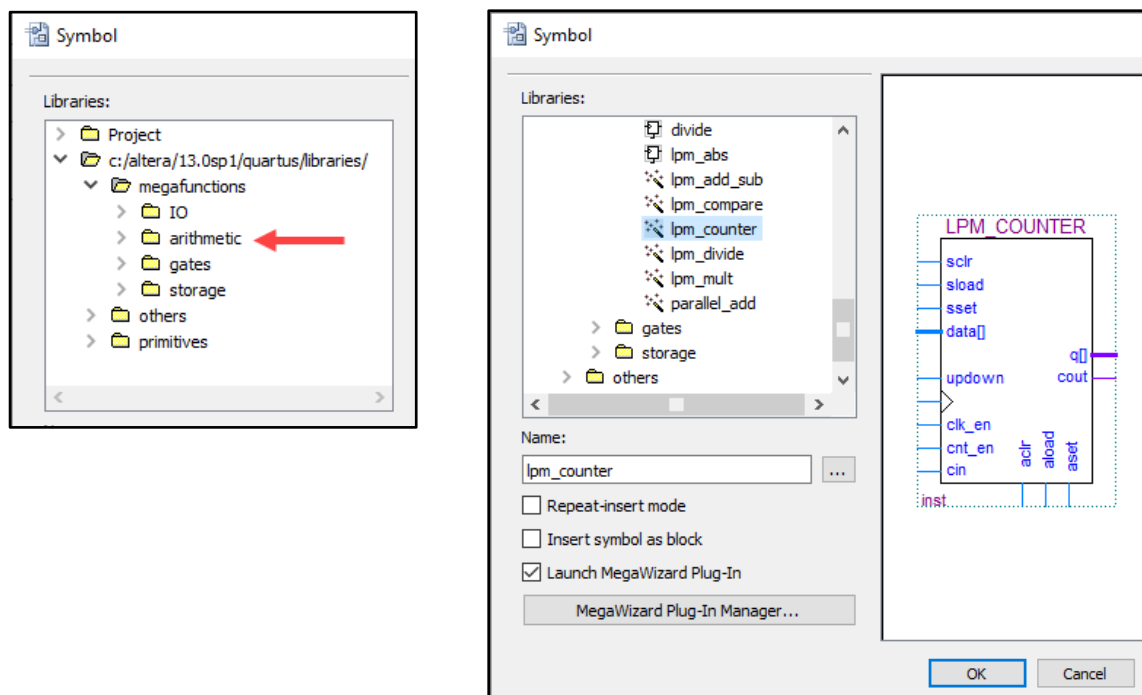 Symbol
Libraries:
Project
c:/altera/13.0sp1/quartus/libraries/
megafunctions
IO
arithmetic
gates
storage
others
primitives
Symbol
Libraries:
divide
lpm_abs
lpm_add_sub
lpm_compare
lpm_counter
lpm_divide
lpm_mult
parallel_add
gates
storage
others
Name:
lpm_counter
...
Repeat-insert mode
Insert symbol as block
Launch MegaWizard Plug-In
MegaWizard Plug-In Manager...
LPM_COUNTER
sclr
sload
sset
data[]
q[]
updown
cout
clk_en
cnt_en
cin
aclr
aload
aset
inst
OK
Cancel